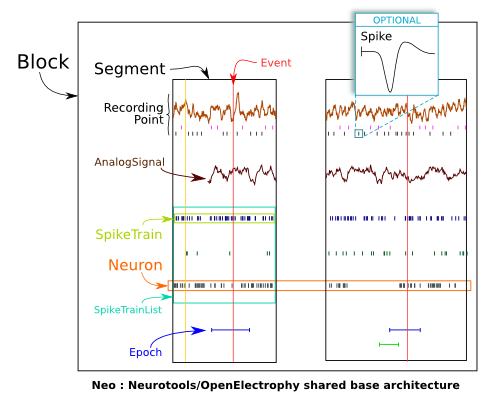 OPTIONAL
Spike
Block
Segment
Event
Recording
Point
AnalogSignal
SpikeTrain
Neuron
SpikeTrainList
Epoch
Neo : Neurotools/OpenElectrophy shared base architecture